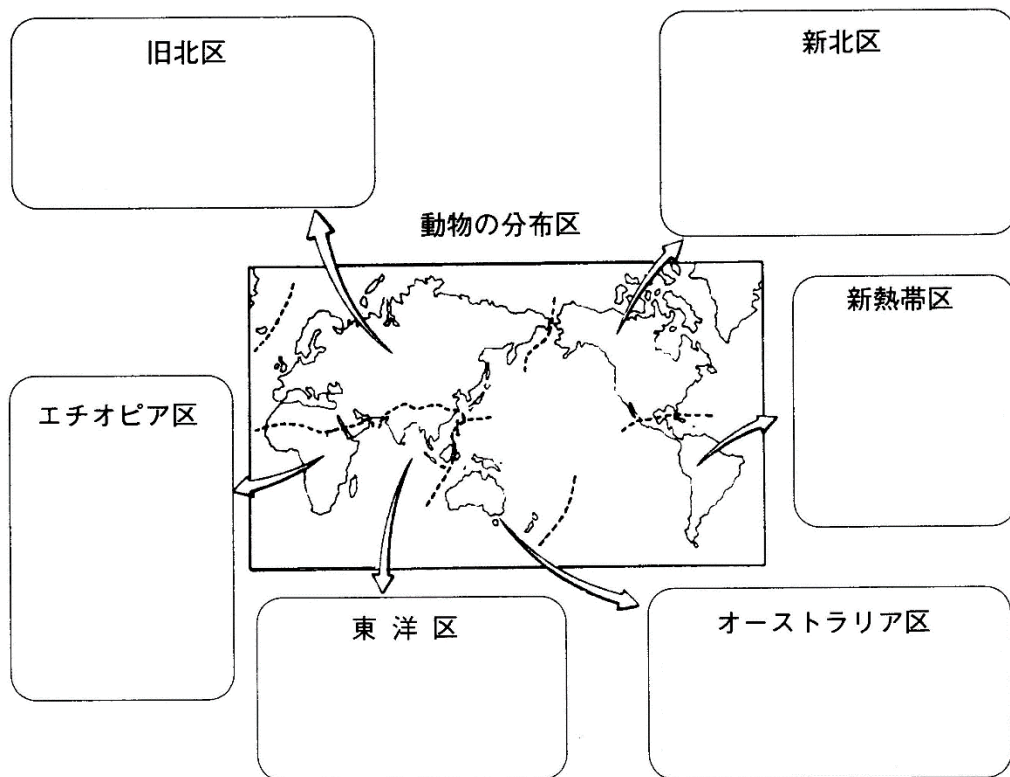 旧北区
新北区
動物の分布区
新熱帯区
エチオピア区
東洋区
オーストラリア区